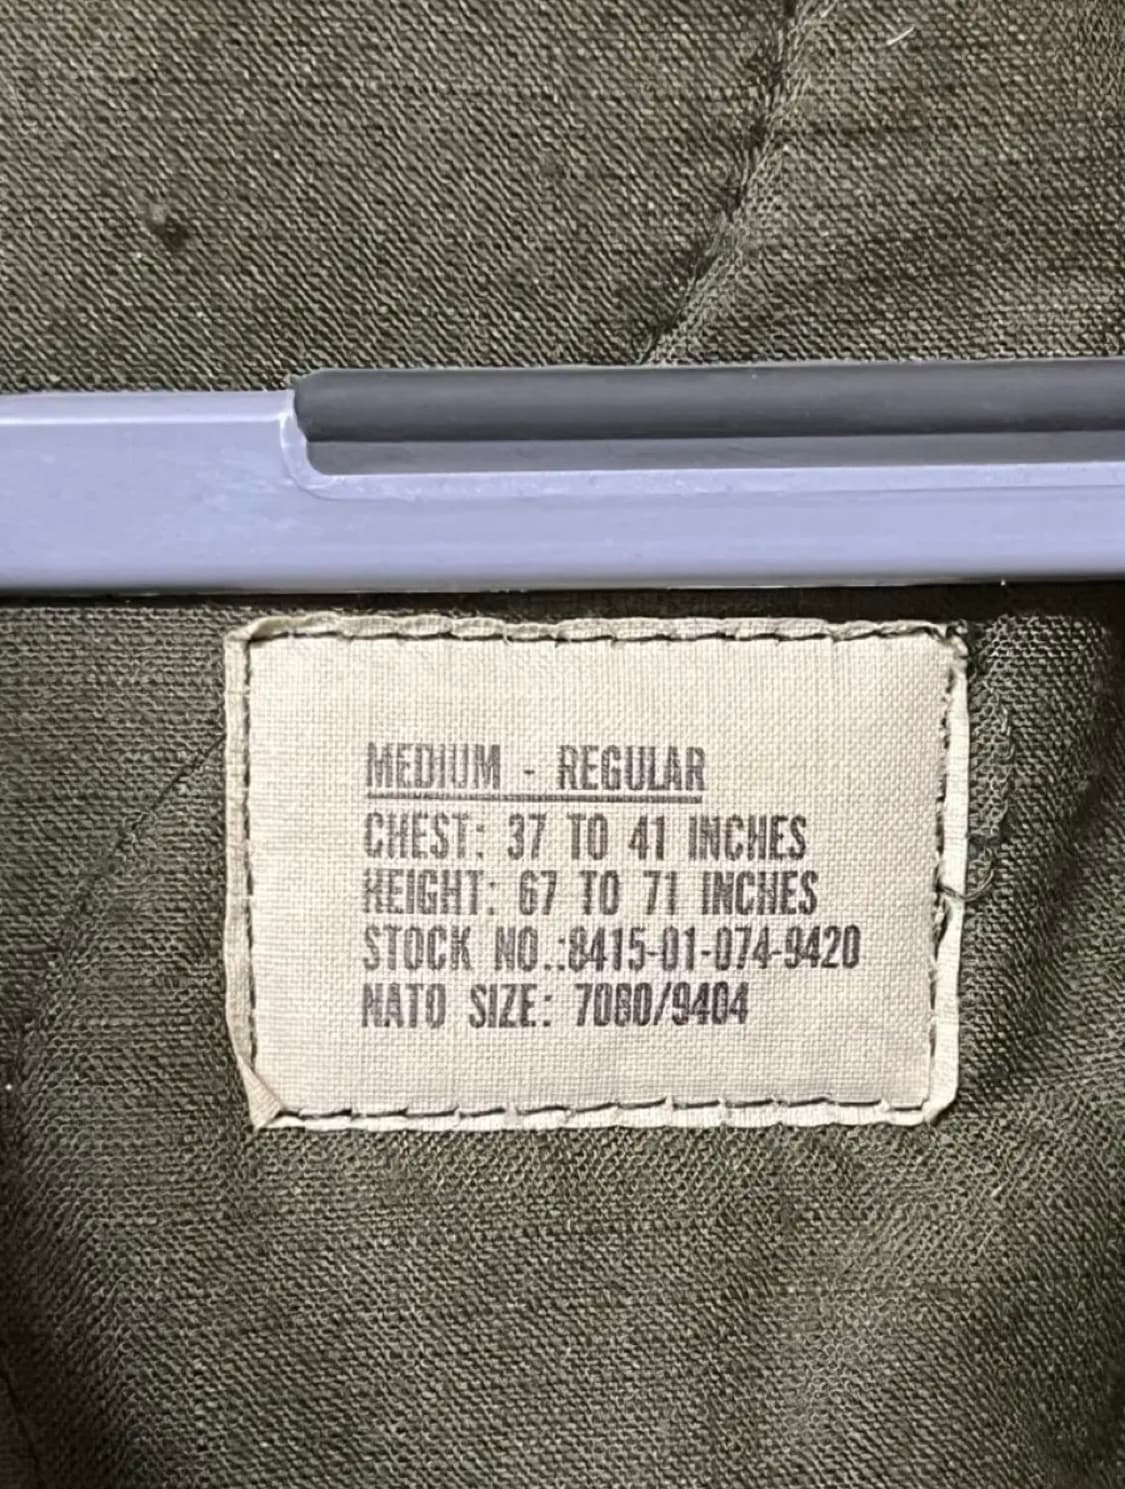 MEDIUM - REGULAR
CHEST: 37 TO 41 INCHES
HEIGHT: 67 TO 71 INCHES
STOCK NO.:8415-01-074-9420
NATO SIZE: 7080/9404